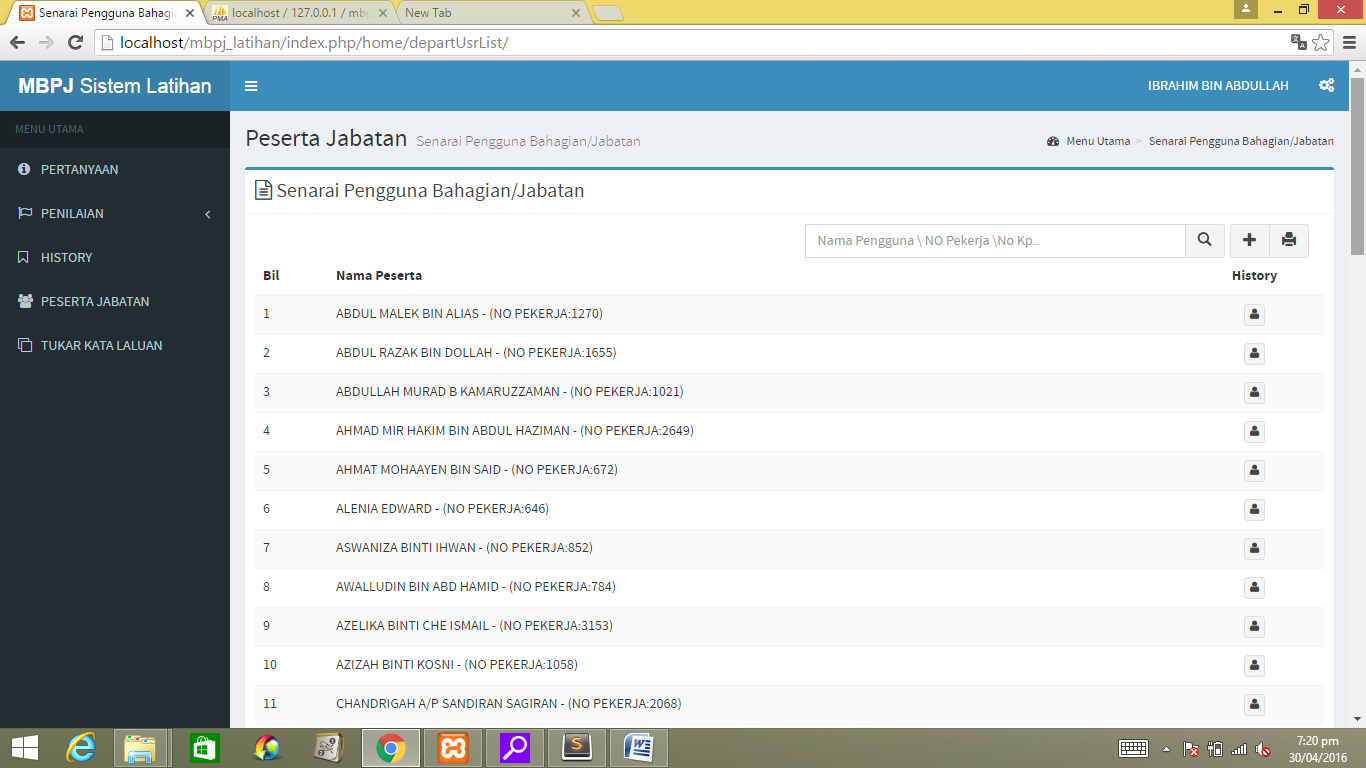 Senarai Pengguna Bahagia
localhost / 127.0.0.1 / mbp
New Tab
localhost/mbpj_latihan/index.php/home/departUsrList/
MBPJ Sistem Latihan
IBRAHIM BIN ABDULLAH
MENU UTAMA
PERTANYAAN
PENILAIAN
HISTORY
PESERTA JABATAN
TUKAR KATA LALUAN
Peserta Jabatan Senarai Pengguna Bahagian/Jabatan
Menu Utama > Senarai Pengguna Bahagian/Jabatan
Senarai Pengguna Bahagian/Jabatan
Nama Pengguna \ NO Pekerja \No Kp..
Bil Nama Peserta History
1 ABDUL MALEK BIN ALIAS - (NO PEKERJA:1270)
2 ABDUL RAZAK BIN DOLLAH - (NO PEKERJA:1655)
3 ABDULLAH MURAD B KAMARUZZAMAN - (NO PEKERJA:1021)
4 AHMAD MIR HAKIM BIN ABDUL HAZIMAN - (NO PEKERJA:2649)
5 AHMAT MOHAAYEN BIN SAID - (NO PEKERJA:672)
6 ALENIA EDWARD - (NO PEKERJA:646)
7 ASWANIZA BINTI IHWAN - (NO PEKERJA:852)
8 AWALLUDIN BIN ABD HAMID - (NO PEKERJA:784)
9 AZELIKA BINTI CHE ISMAIL - (NO PEKERJA:3153)
10 AZIZAH BINTI KOSNI - (NO PEKERJA:1058)
11 CHANDRIGAH A/P SANDIRAN SAGIRAN - (NO PEKERJA:2068)
7:20 pm
30/04/2016